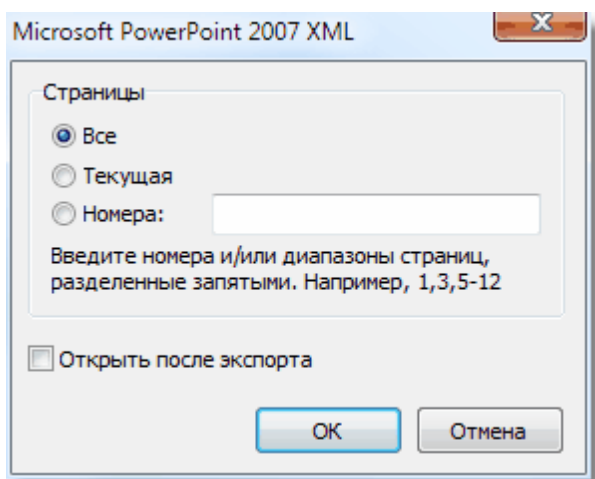 Microsoft PowerPoint 2007 XML
Страницы
Все
Текущая
Номера:
Введите номера и/или диапазоны страниц,
разделенные запятыми. Например, 1,3,5-12
Открыть после экспорта
OK
Отмена